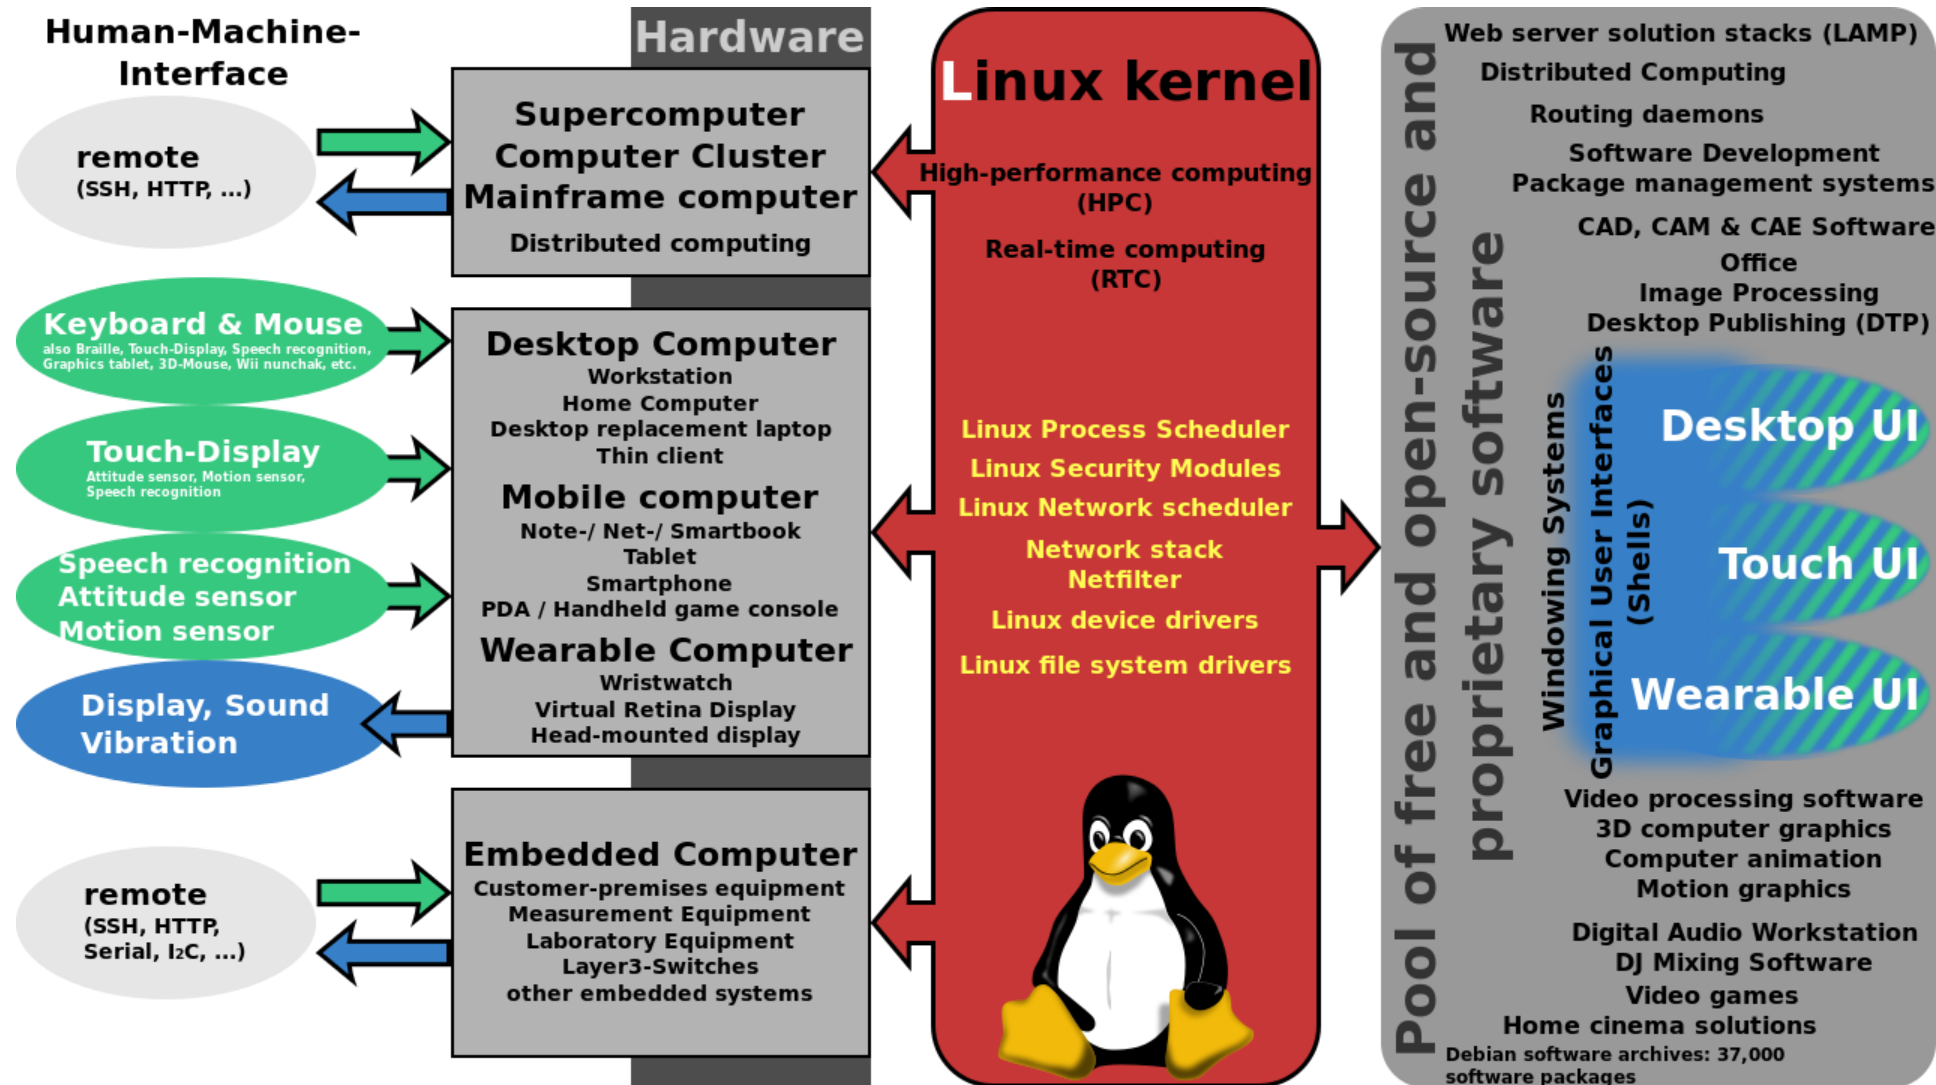 Human-Machine-
Interface
remote
(SSH, HTTP, ...)
Keyboard & Mouse
also Braille, Touch-Display, Speech recognition,
Graphics tablet, 3D-Mouse, Wii nunchak, etc.
Touch-Display
Attitude sensor, Motion sensor,
Speech recognition
Speech recognition
Attitude sensor
Motion sensor
Display, Sound
Vibration
remote
(SSH, HTTP,
Serial, I2C, ...)
Hardware
Supercomputer
Computer Cluster
Mainframe computer
Distributed computing
Desktop Computer
Workstation
Home Computer
Desktop replacement laptop
Thin client
Mobile computer
Note-/ Net-/ Smartbook
Tablet
Smartphone
PDA / Handheld game console
Wearable Computer
Wristwatch
Virtual Retina Display
Head-mounted display
Embedded Computer
Customer-premises equipment
Measurement Equipment
Laboratory Equipment
Layer3-Switches
other embedded systems
Linux kernel
High-performance computing
(HPC)
Real-time computing
(RTC)
Linux Process Scheduler
Linux Security Modules
Linux Network scheduler
Network stack
Netfilter
Linux device drivers
Linux file system drivers
Pool of free and open-source and
proprietary software
Web server solution stacks (LAMP)
Distributed Computing
Routing daemons
Software Development
Package management systems
CAD, CAM & CAE Software
Office
Image Processing
Desktop Publishing (DTP)
Windowing Systems
Graphical User Interfaces
(Shells)
Desktop UI
Touch UI
Wearable UI
Video processing software
3D computer graphics
Computer animation
Motion graphics
Digital Audio Workstation
DJ Mixing Software
Video games
Home cinema solutions
Debian software archives: 37,000
software packages